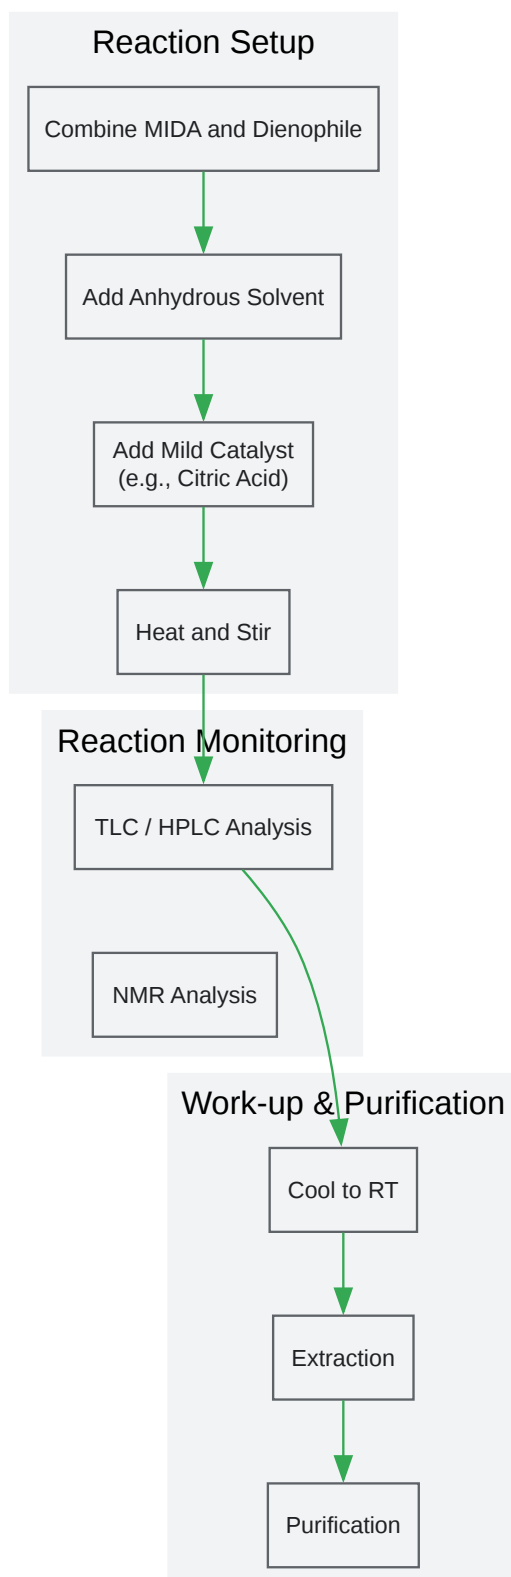 Reaction Setup
Combine MIDA and Dienophile
Add Anhydrous Solvent
Add Mild Catalyst
(e.g., Citric Acid)
Heat and Stir
Reaction Monitoring
TLC / HPLC Analysis
NMR Analysis
Work-up & Purification
Cool to RT
Extraction
Purification